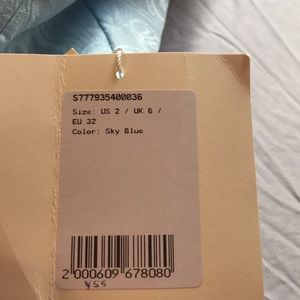 S777935400036
Size: US 2 / UK 6 /
EU 32
Color: Sky Blue
2 000609 678080